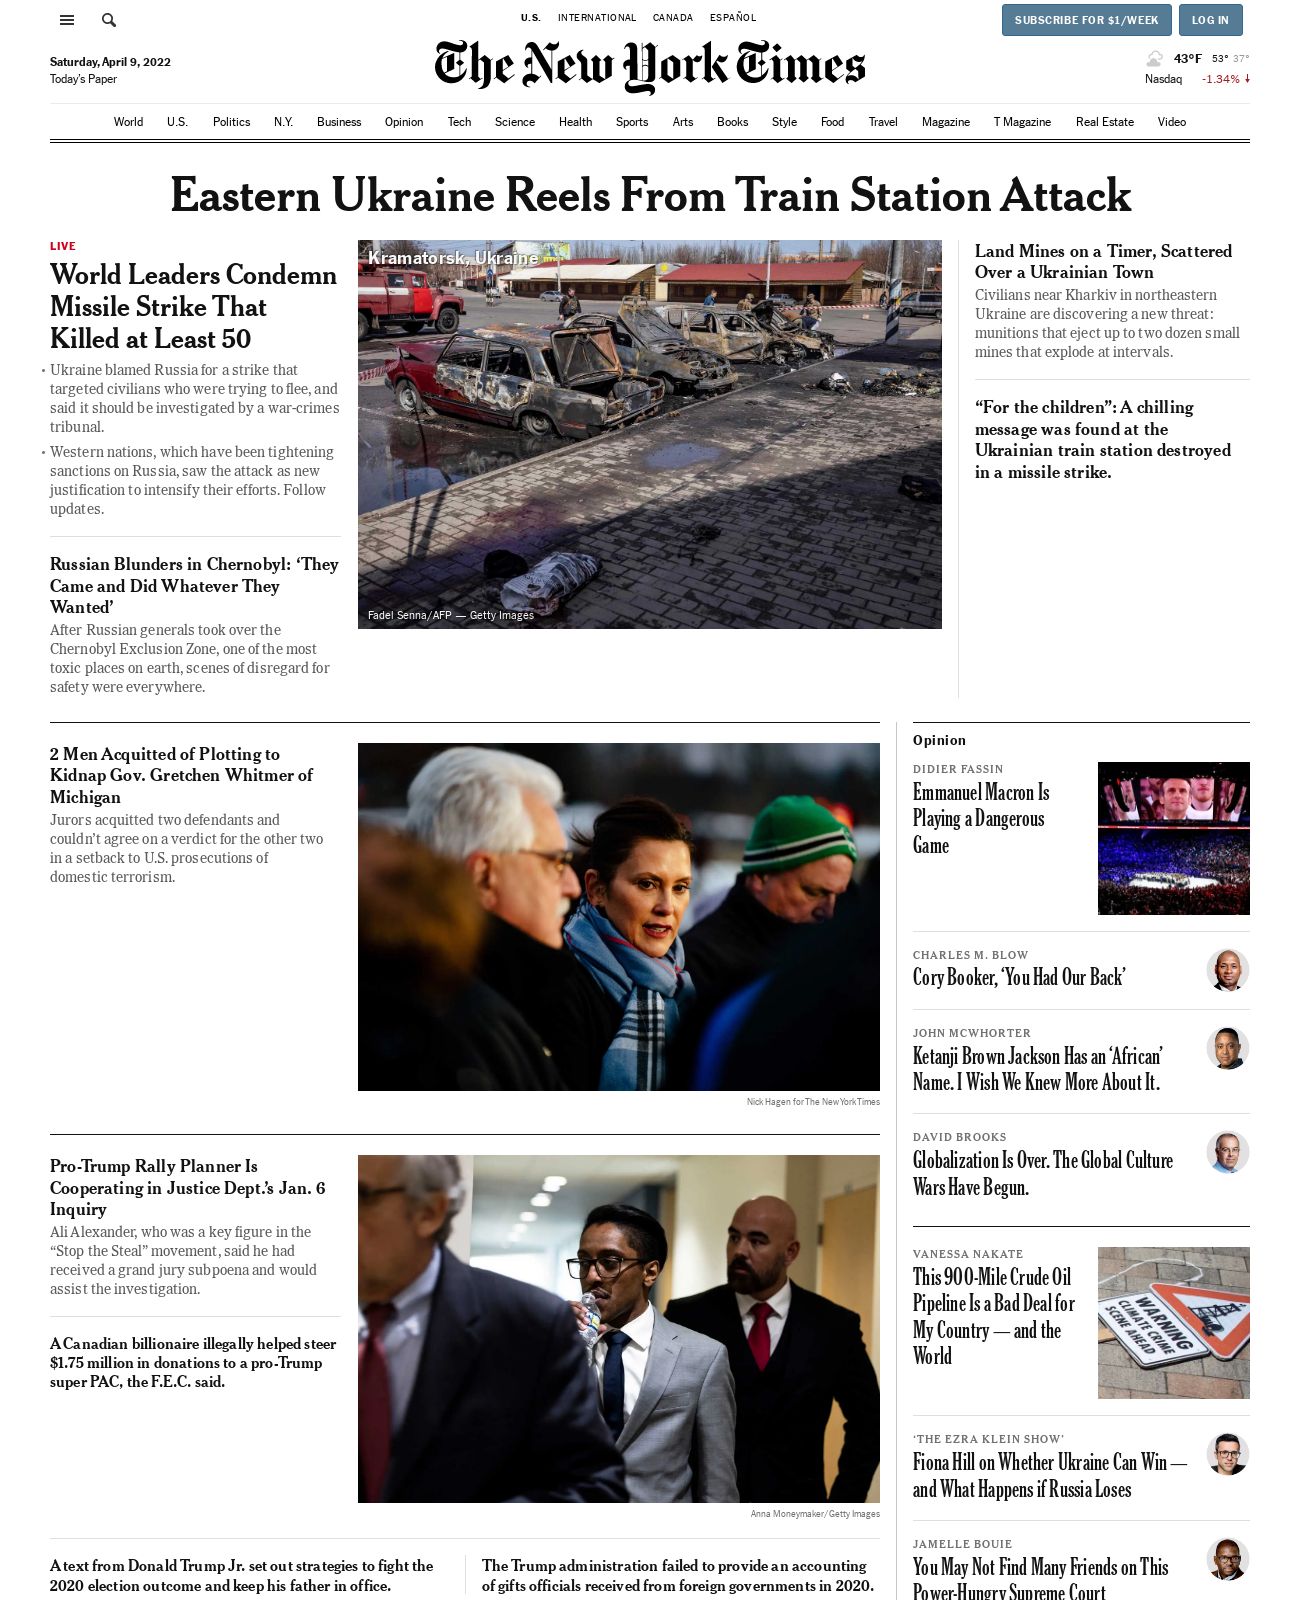 U.S. INTERNATIONAL CANADA ESPAÑOL
SUBSCRIBE FOR $1/WEEK LOG IN
Saturday, April 9, 2022
Today's Paper
The New York Times
43°F 53° 37°
Nasdaq -1.34%
World U.S. Politics N.Y. Business Opinion Tech Science Health Sports Arts Books Style Food Travel Magazine T Magazine Real Estate Video
Eastern Ukraine Reels From Train Station Attack
LIVE
World Leaders Condemn
Missile Strike That
Killed at Least 50
• Ukraine blamed Russia for a strike that
targeted civilians who were trying to flee, and
said it should be investigated by a war-crimes
tribunal.
• Western nations, which have been tightening
sanctions on Russia, saw the attack as new
justification to intensify their efforts. Follow
updates.
Russian Blunders in Chernobyl: ‘They
Came and Did Whatever They
Wanted’
After Russian generals took over the
Chernobyl Exclusion Zone, one of the most
toxic places on earth, scenes of disregard for
safety were everywhere.
Kramatorsk, Ukraine
Fadel Senna/AFP — Getty Images
Land Mines on a Timer, Scattered
Over a Ukrainian Town
Civilians near Kharkiv in northeastern
Ukraine are discovering a new threat:
munitions that eject up to two dozen small
mines that explode at intervals.
“For the children”: A chilling
message was found at the
Ukrainian train station destroyed
in a missile strike.
2 Men Acquitted of Plotting to
Kidnap Gov. Gretchen Whitmer of
Michigan
Jurors acquitted two defendants and
couldn’t agree on a verdict for the other two
in a setback to U.S. prosecutions of
domestic terrorism.
Nick Hagen for The New York Times
Pro-Trump Rally Planner Is
Cooperating in Justice Dept.’s Jan. 6
Inquiry
Ali Alexander, who was a key figure in the
“Stop the Steal” movement, said he had
received a grand jury subpoena and would
assist the investigation.
A Canadian billionaire illegally helped steer
$1.75 million in donations to a pro-Trump
super PAC, the F.E.C. said.
Anna Moneymaker/Getty Images
A text from Donald Trump Jr. set out strategies to fight the
2020 election outcome and keep his father in office.
The Trump administration failed to provide an accounting
of gifts officials received from foreign governments in 2020.
Opinion
DIDIER FASSIN
Emmanuel Macron Is
Playing a Dangerous
Game
CHARLES M. BLOW
Cory Booker, ‘You Had Our Back’
JOHN MCWHORTER
Ketanji Brown Jackson Has an ‘African’
Name. I Wish We Knew More About It.
DAVID BROOKS
Globalization Is Over. The Global Culture
Wars Have Begun.
VANESSA NAKATE
This 900-Mile Crude Oil
Pipeline Is a Bad Deal for
My Country — and the
World
WARNING
CLIMATE CRIME
SCENE AHEAD
‘THE EZRA KLEIN SHOW’
Fiona Hill on Whether Ukraine Can Win —
and What Happens if Russia Loses
JAMELLE BOUIE
You May Not Find Many Friends on This
Power-Hungry Supreme Court